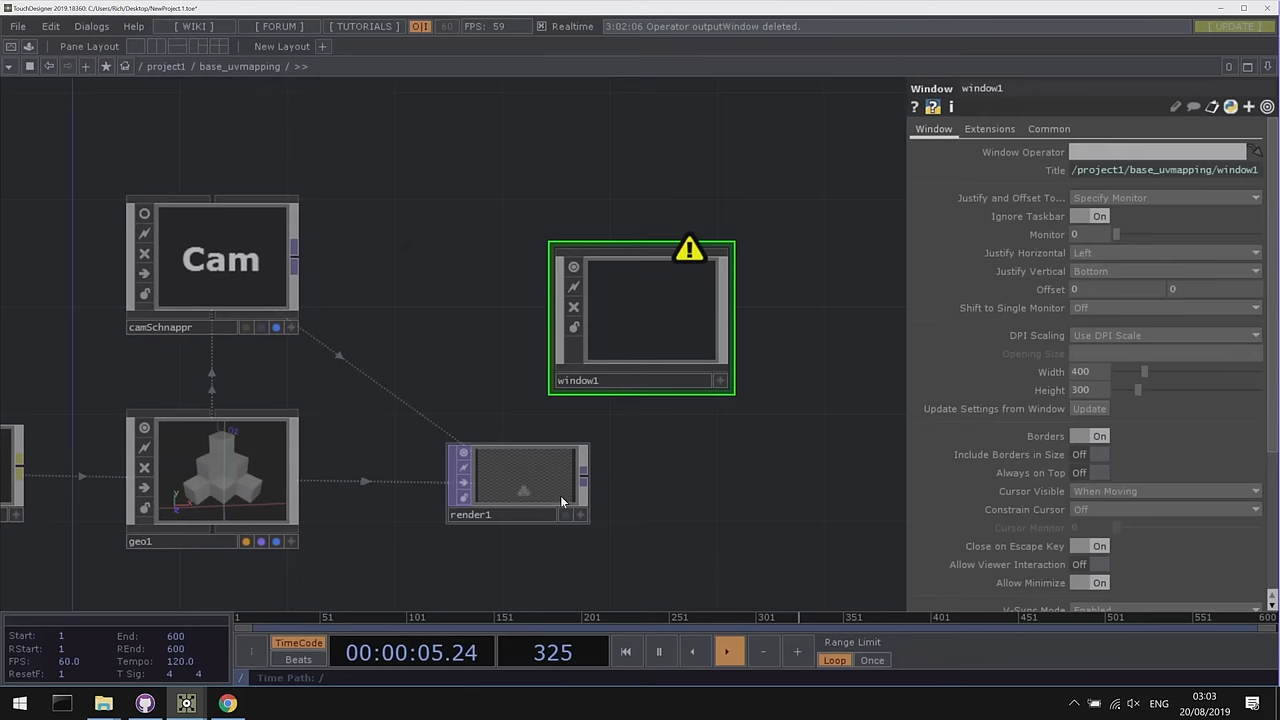 TouchDesigner 2019.18360: C:/Users/Rich/Desktop/NewProject.1.toe*
File Edit Dialogs Help [ WIKI ] [ FORUM ] [ TUTORIALS ] O|I 60 FPS: 59 Realtime 3:02:06 Operator outputWindow deleted. [ UPDATE ]
Pane Layout New Layout +
/ project1 / base_uvmapping / >> 0
Window window1
? ? i
Window Extensions Common
Window Operator
Title /project1/base_uvmapping/window1
Justify and Offset To... Specify Monitor
Ignore Taskbar On
Monitor 0
Justify Horizontal Left
Justify Vertical Bottom
Offset 0 0
Shift to Single Monitor Off
DPI Scaling Use DPI Scale
Opening Size
Width 400
Height 300
Update Settings from Window Update
Borders On
Include Borders in Size Off
Always on Top Off
Cursor Visible When Moving
Constrain Cursor Off
Cursor Monitor 0
Close on Escape Key On
Allow Viewer Interaction Off
Allow Minimize On
V-Sync Mode Enabled
Cam
camSchnappr
window1
geo1
render1
1 51 101 151 201 251 301 351 401 451 501 551 600
Start: 1 End: 600
RStart: 1 REnd: 600
FPS: 60.0 Tempo: 120.0
ResetF: 1 T Sig: 4 4
TimeCode
Beats
00:00:05.24
325
Range Limit
Loop Once
/ Time Path: /
ENG
03:03
20/08/2019